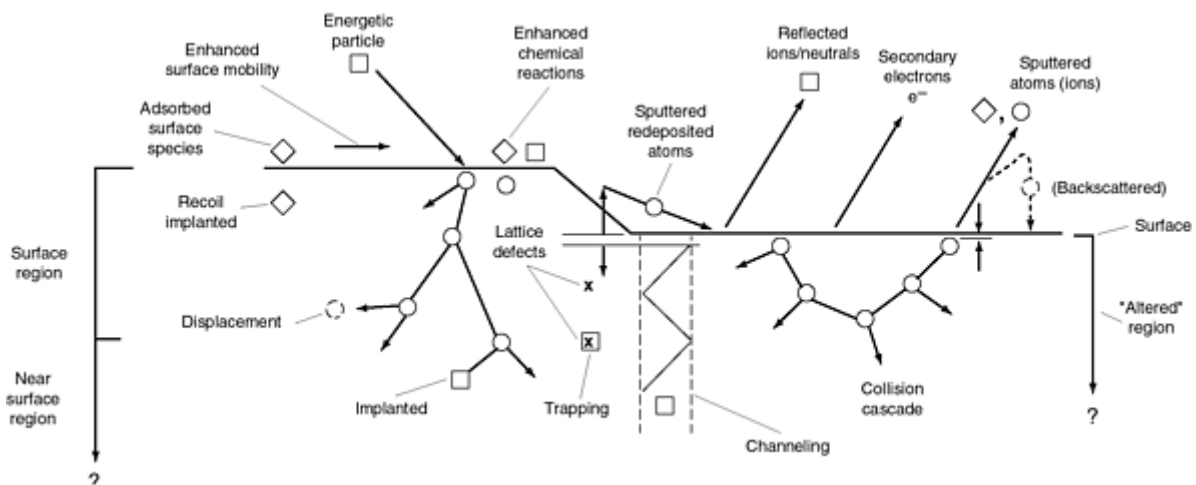 Energetic
particle
Enhanced
surface mobility
Enhanced
chemical
reactions
Reflected
ions/neutrals
Secondary
electrons
e⁻
Sputtered
atoms (ions)
,
Adsorbed
surface
species
Sputtered
redeposited
atoms
(Backscattered)
Recoil
implanted
Surface
Lattice
defects
Surface
region
x
"Altered"
region
Displacement
x
Near
surface
region
Implanted
Trapping
Collision
cascade
?
Channeling
?